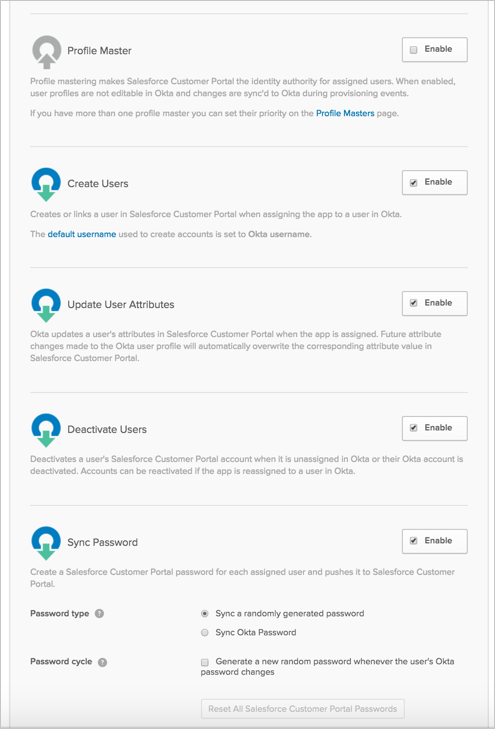 Profile Master
Enable
Profile mastering makes Salesforce Customer Portal the identity authority for assigned users. When enabled,
user profiles are not editable in Okta and changes are sync'd to Okta during provisioning events.
If you have more than one profile master you can set their priority on the Profile Masters page.
Create Users
Enable
Creates or links a user in Salesforce Customer Portal when assigning the app to a user in Okta.
The default username used to create accounts is set to Okta username.
Update User Attributes
Enable
Okta updates a user's attributes in Salesforce Customer Portal when the app is assigned. Future attribute
changes made to the Okta user profile will automatically overwrite the corresponding attribute value in
Salesforce Customer Portal.
Deactivate Users
Enable
Deactivates a user's Salesforce Customer Portal account when it is unassigned in Okta or their Okta account is
deactivated. Accounts can be reactivated if the app is reassigned to a user in Okta.
Sync Password
Enable
Create a Salesforce Customer Portal password for each assigned user and pushes it to Salesforce Customer
Portal.
Password type ?
Sync a randomly generated password
Sync Okta Password
Password cycle ?
Generate a new random password whenever the user's Okta
password changes
Reset All Salesforce Customer Portal Passwords